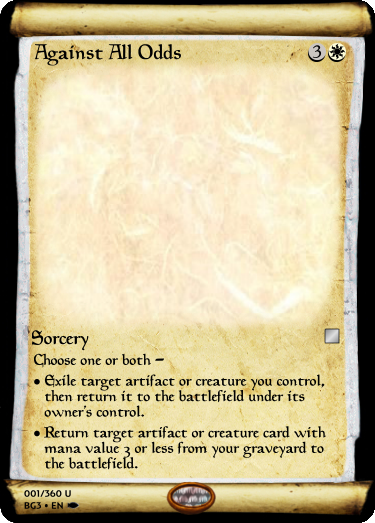 Against All Odds 3
Sorcery
Choose one or both —
• Exile target artifact or creature you control,
then return it to the battlefield under its
owner's control.
• Return target artifact or creature card with
mana value 3 or less from your graveyard to
the battlefield.
001/360 U
BG3 • EN